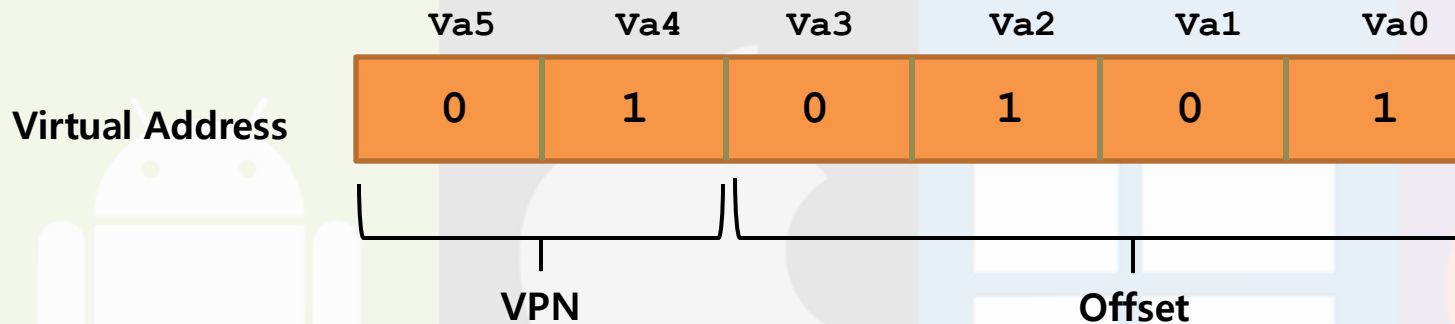 Va5 Va4 Va3 Va2 Va1 Va0
Virtual Address 0 1 0 1 0 1
VPN Offset